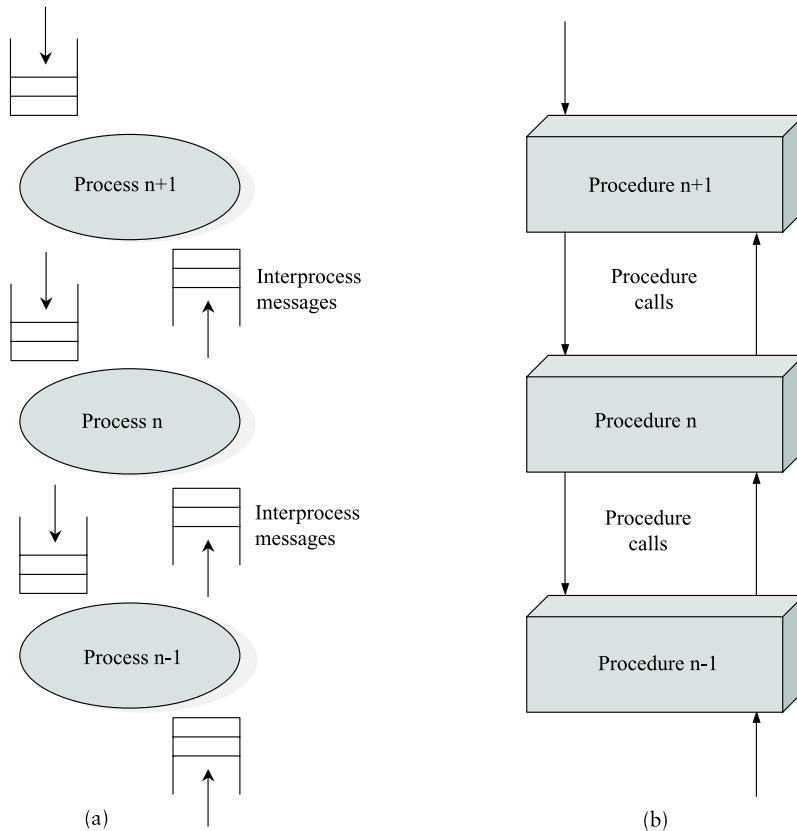 Process n+1
Interprocess
messages
Process n
Interprocess
messages
Process n-1
(a)
Procedure n+1
Procedure
calls
Procedure n
Procedure
calls
Procedure n-1
(b)